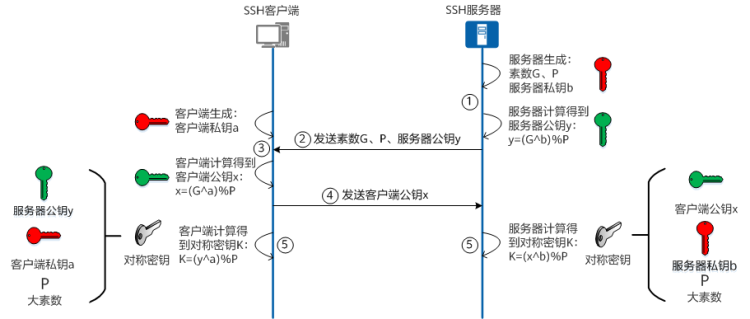 SSH客户端
SSH服务器
服务器生成：
素数G、P
服务器私钥b
①
客户端生成：
客户端私钥a
服务器计算得到
服务器公钥y：
y=(G^b)%P
② 发送素数G、P、服务器公钥y
③
客户端计算得到
客户端公钥x：
x=(G^a)%P
④ 发送客户端公钥x
服务器公钥y
客户端私钥a
P
大素数
对称密钥
客户端计算得
到对称密钥K：
K=(y^a)%P
⑤
⑤
服务器计算得
到对称密钥K：
K=(x^b)%P
对称密钥
客户端公钥x
服务器私钥b
P
大素数